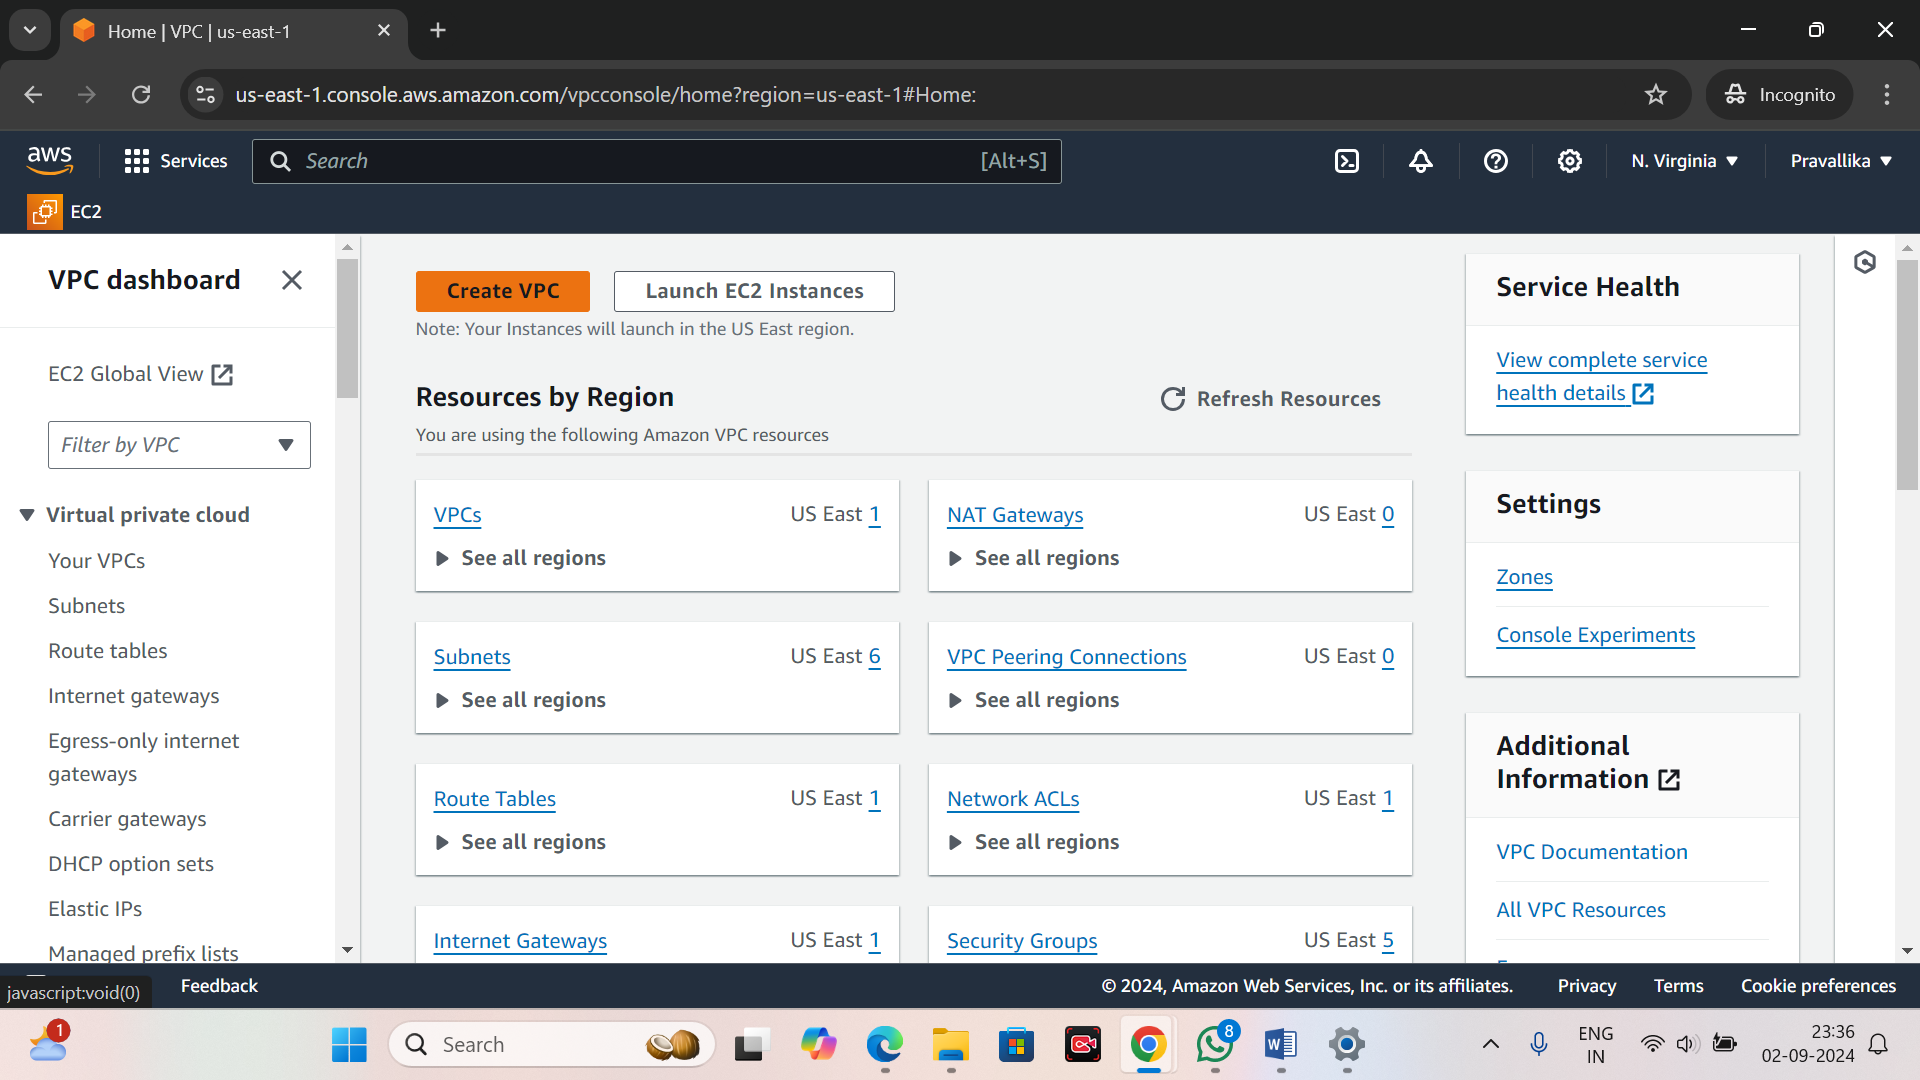 Home | VPC | us-east-1
us-east-1.console.aws.amazon.com/vpcconsole/home?region=us-east-1#Home:
Incognito
aws
Services
Search
[Alt+S]
N. Virginia
Pravallika
EC2
VPC dashboard
EC2 Global View
Filter by VPC
Virtual private cloud
Your VPCs
Subnets
Route tables
Internet gateways
Egress-only internet
gateways
Carrier gateways
DHCP option sets
Elastic IPs
Managed prefix lists
Create VPC
Launch EC2 Instances
Note: Your Instances will launch in the US East region.
Resources by Region
Refresh Resources
You are using the following Amazon VPC resources
VPCs US East 1
See all regions
NAT Gateways US East 0
See all regions
Subnets US East 6
See all regions
VPC Peering Connections US East 0
See all regions
Route Tables US East 1
See all regions
Network ACLs US East 1
See all regions
Internet Gateways US East 1
Security Groups US East 5
Service Health
View complete service
health details
Settings
Zones
Console Experiments
Additional
Information
VPC Documentation
All VPC Resources
javascript:void(0)
Feedback
© 2024, Amazon Web Services, Inc. or its affiliates.
Privacy
Terms
Cookie preferences
1
Search
8
W
ENG
IN
23:36
02-09-2024